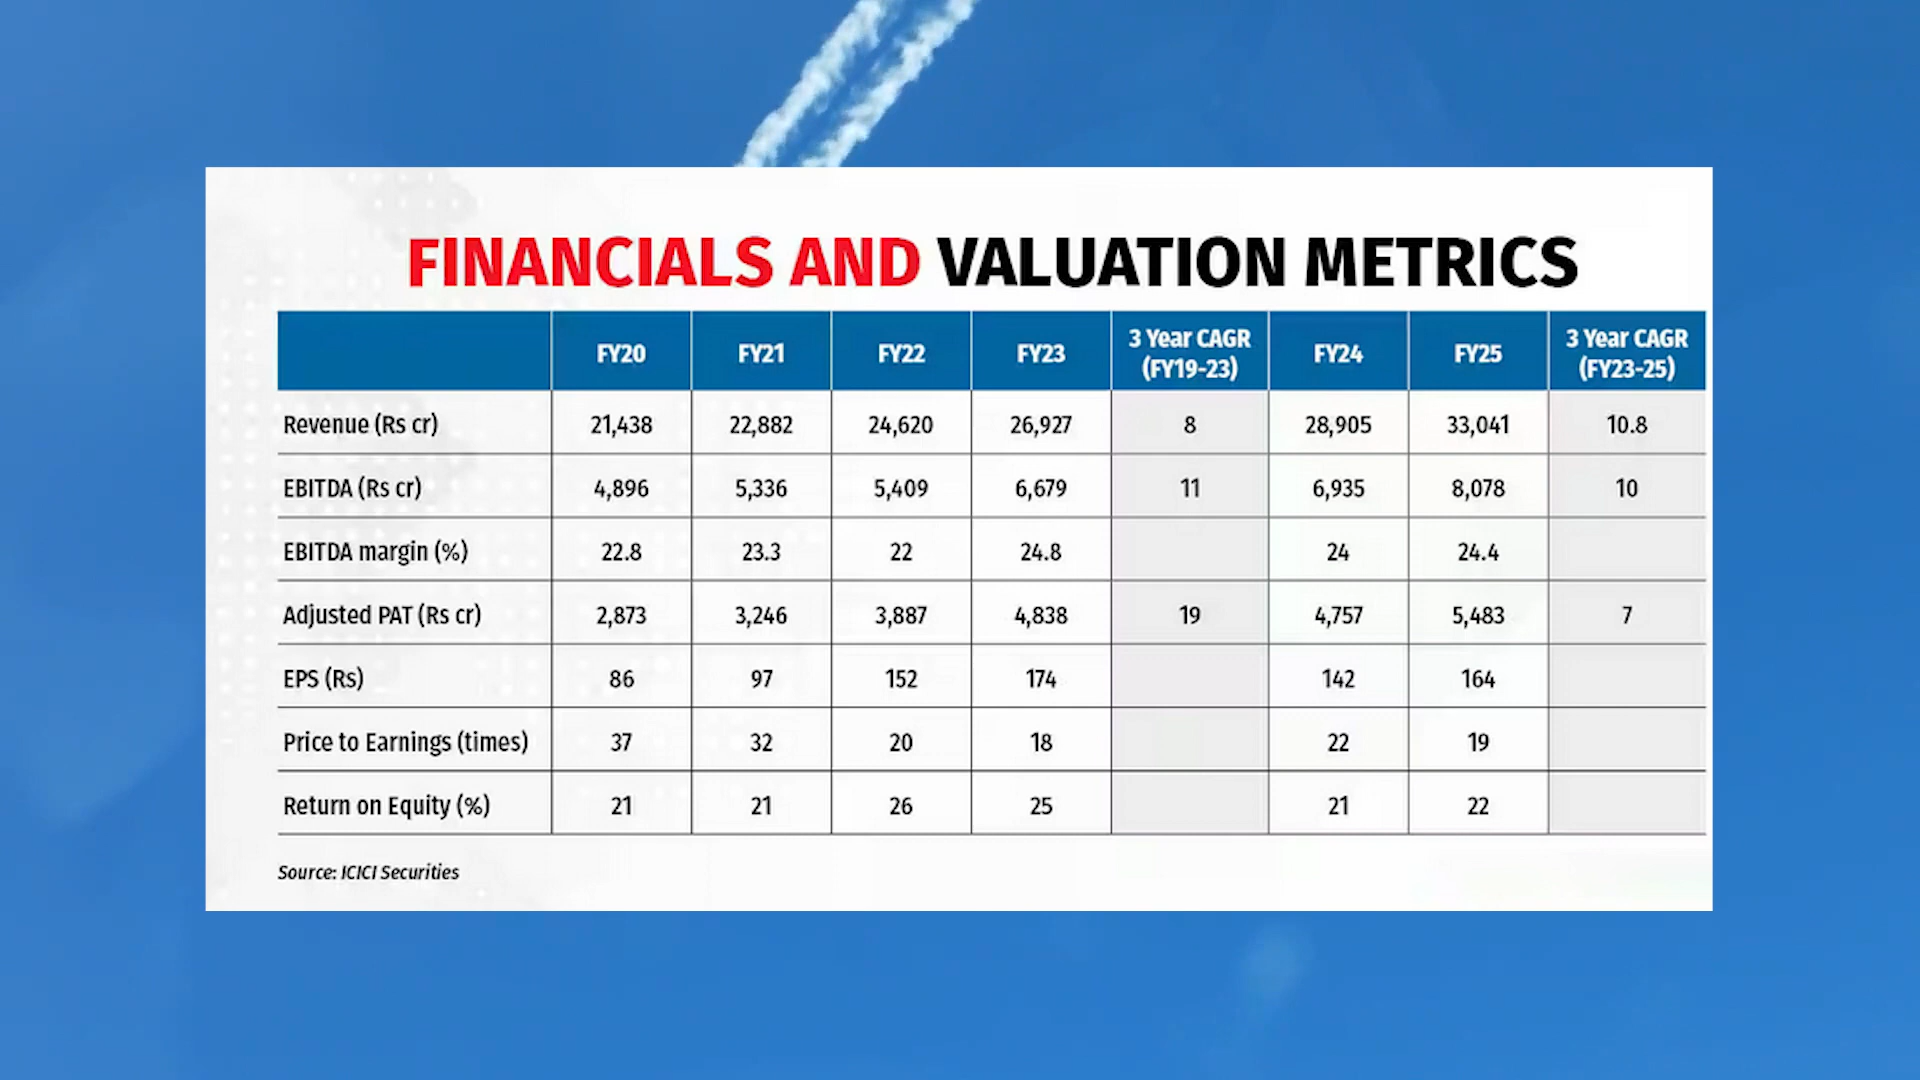 FINANCIALS AND VALUATION METRICS
FY20 FY21 FY22 FY23 3 Year CAGR (FY19-23) FY24 FY25 3 Year CAGR (FY23-25)
Revenue (Rs cr) 21,438 22,882 24,620 26,927 8 28,905 33,041 10.8
EBITDA (Rs cr) 4,896 5,336 5,409 6,679 11 6,935 8,078 10
EBITDA margin (%) 22.8 23.3 22 24.8 24 24.4
Adjusted PAT (Rs cr) 2,873 3,246 3,887 4,838 19 4,757 5,483 7
EPS (Rs) 86 97 152 174 142 164
Price to Earnings (times) 37 32 20 18 22 19
Return on Equity (%) 21 21 26 25 21 22
Source: ICICI Securities